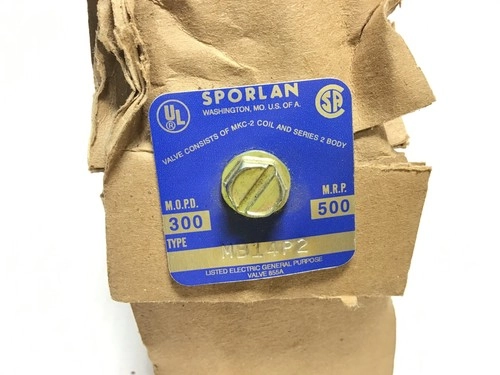 UL
®
SPORLAN
WASHINGTON, MO. U.S. OF A.
SA
VALVE CONSISTS OF MKC-2 COIL AND SERIES 2 BODY
M.O.P.D.
300
M.R.P.
500
TYPE
LISTED ELECTRIC GENERAL PURPOSE
VALVE 855A